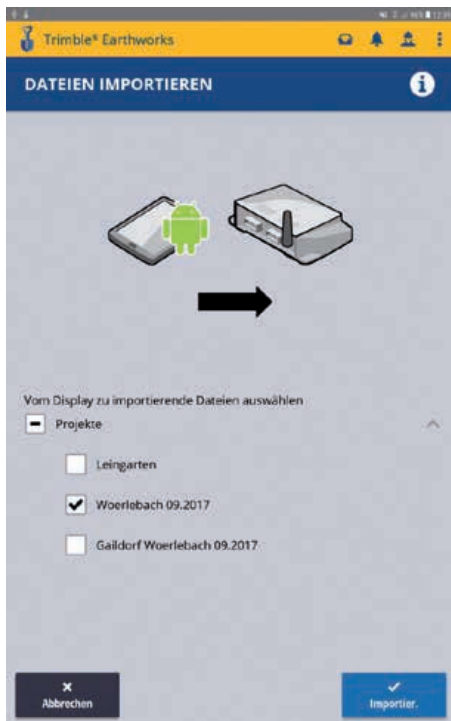 Trimble® Earthworks
DATEIEN IMPORTIEREN
Vom Display zu importierende Dateien auswählen
Projekte
Leingarten
Woerlebach 09.2017
Gaildorf Woerlebach 09.2017
Abbrechen
Importier.